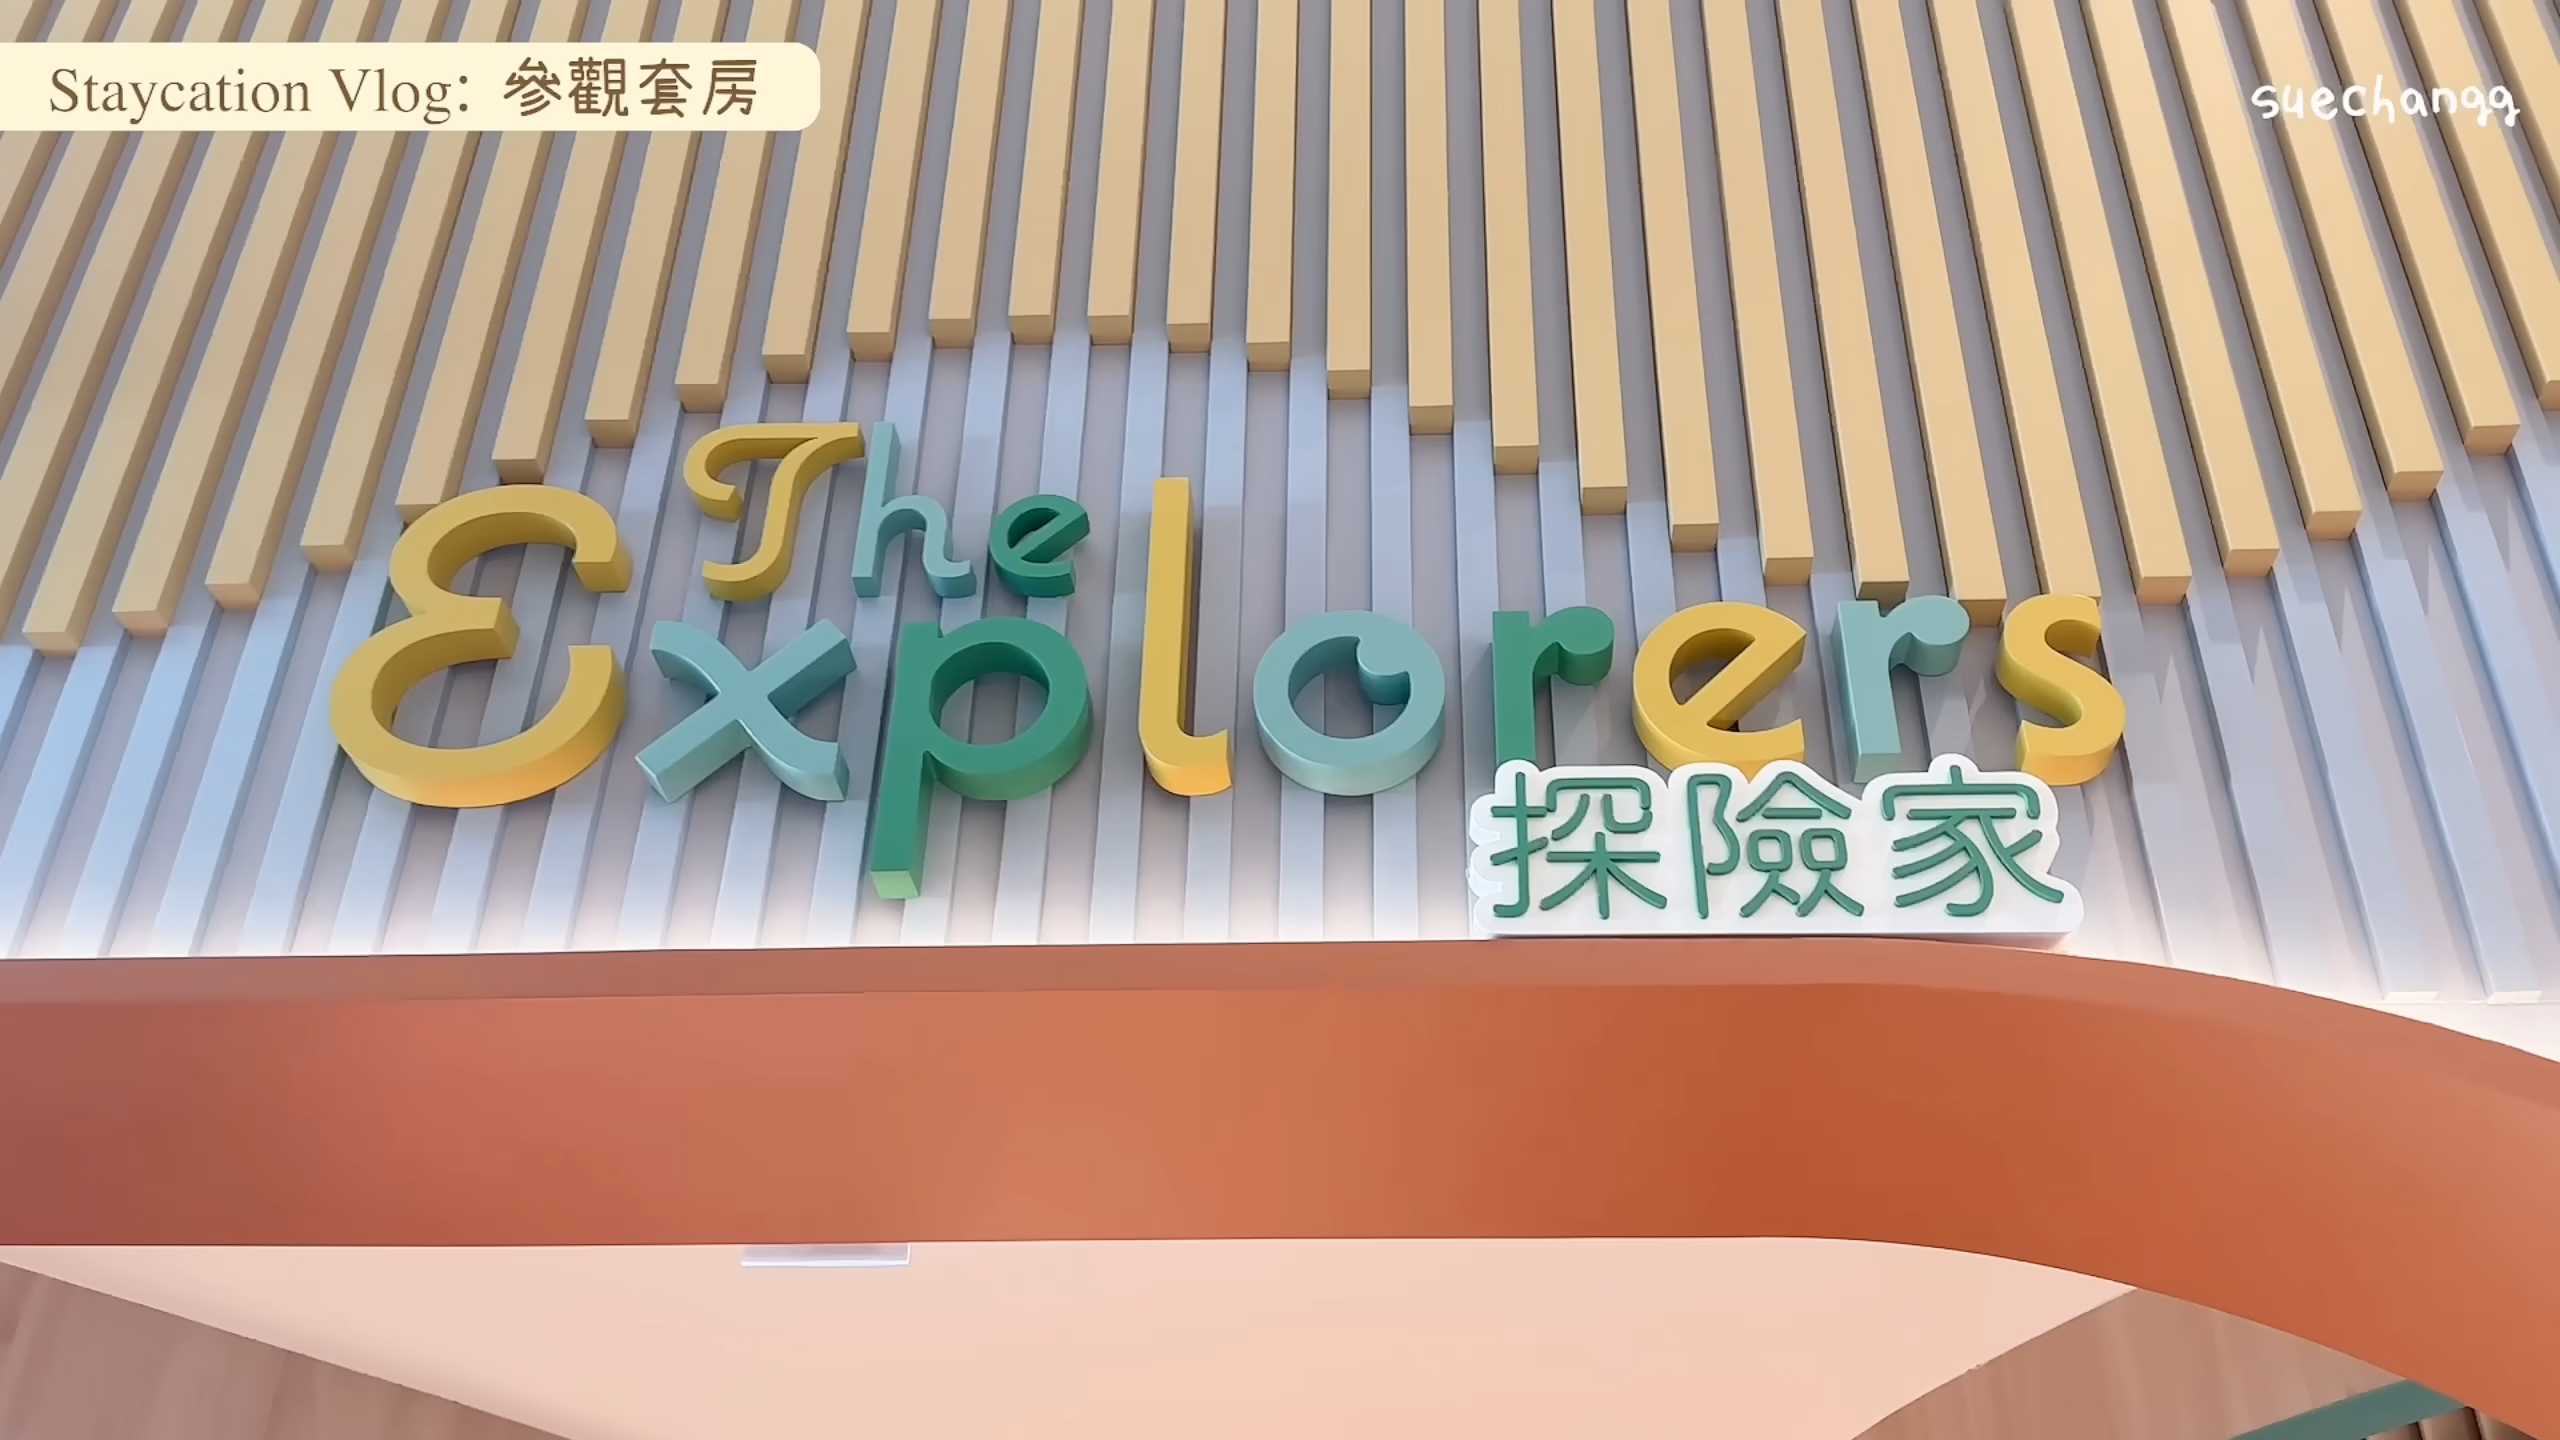 Staycation Vlog: 參觀套房
suechangg
The
Explorers
探險家